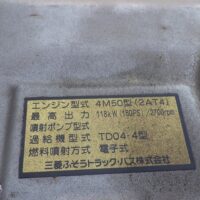 エンジン型式 4M50型(2AT4)
最高出力 118kW(160PS)/2700rpm
噴射ポンプ型式
過給機型式 TD04-4型
燃料噴射方式 電子式
三菱ふそうトラック・バス株式会社